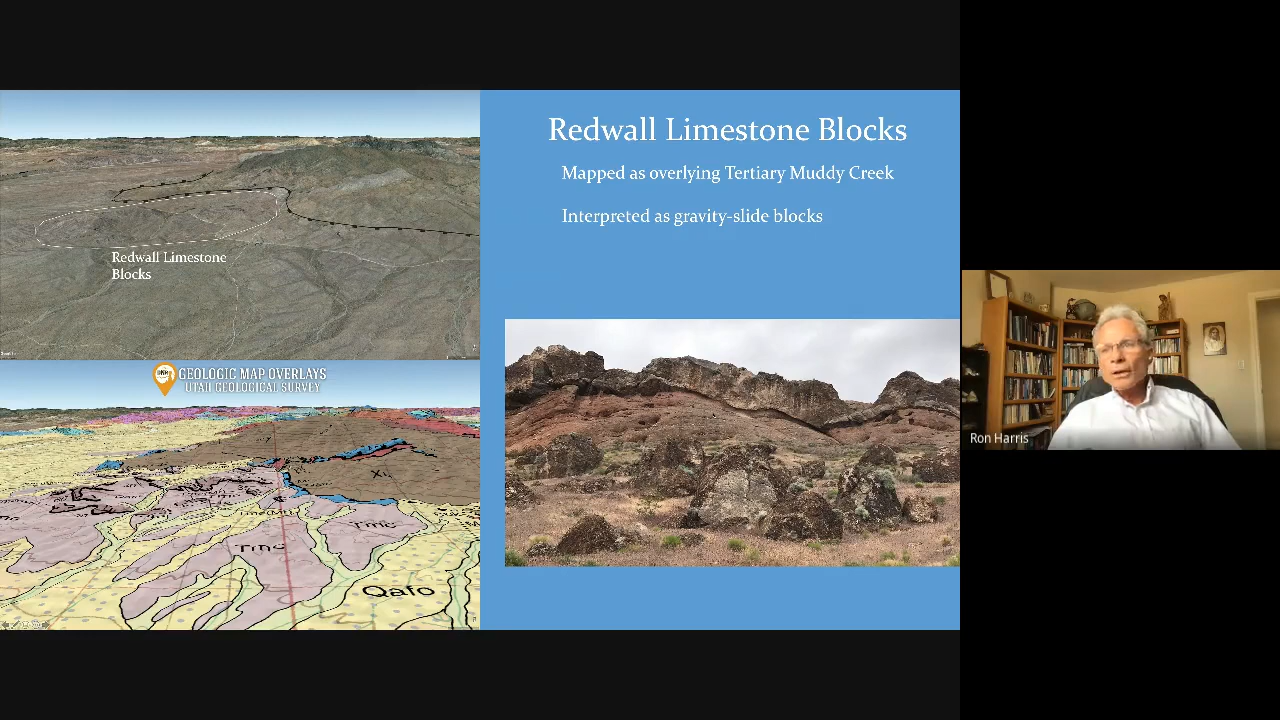 Redwall Limestone Blocks
Mapped as overlying Tertiary Muddy Creek
Interpreted as gravity-slide blocks
Redwall Limestone
Blocks
GEOLOGIC MAP OVERLAYS
UTAH GEOLOGICAL SURVEY
Tmc
Tmc
Qafo
Ron Harris